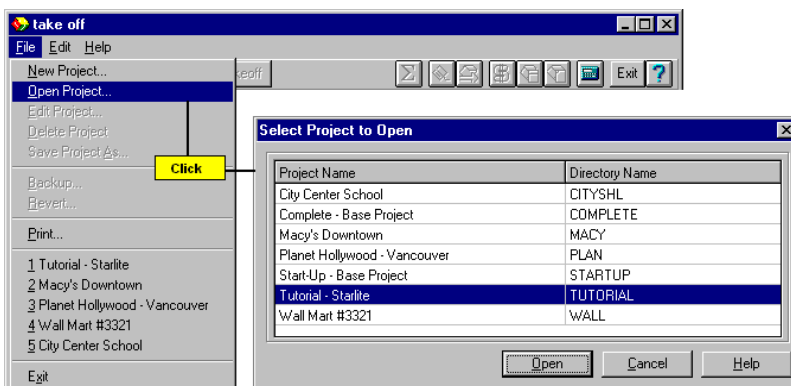 take off
File Edit Help
New Project...
Open Project...
Edit Project...
Delete Project
Save Project As...
Backup...
Revert...
Print...
1 Tutorial - Starlite
2 Macy's Downtown
3 Planet Hollywood - Vancouver
4 Wall Mart #3321
5 City Center School
Exit
Exit
Click
Select Project to Open
Project Name Directory Name
City Center School CITYSHL
Complete - Base Project COMPLETE
Macy's Downtown MACY
Planet Hollywood - Vancouver PLAN
Start-Up - Base Project STARTUP
Tutorial - Starlite TUTORIAL
Wall Mart #3321 WALL
Open Cancel Help